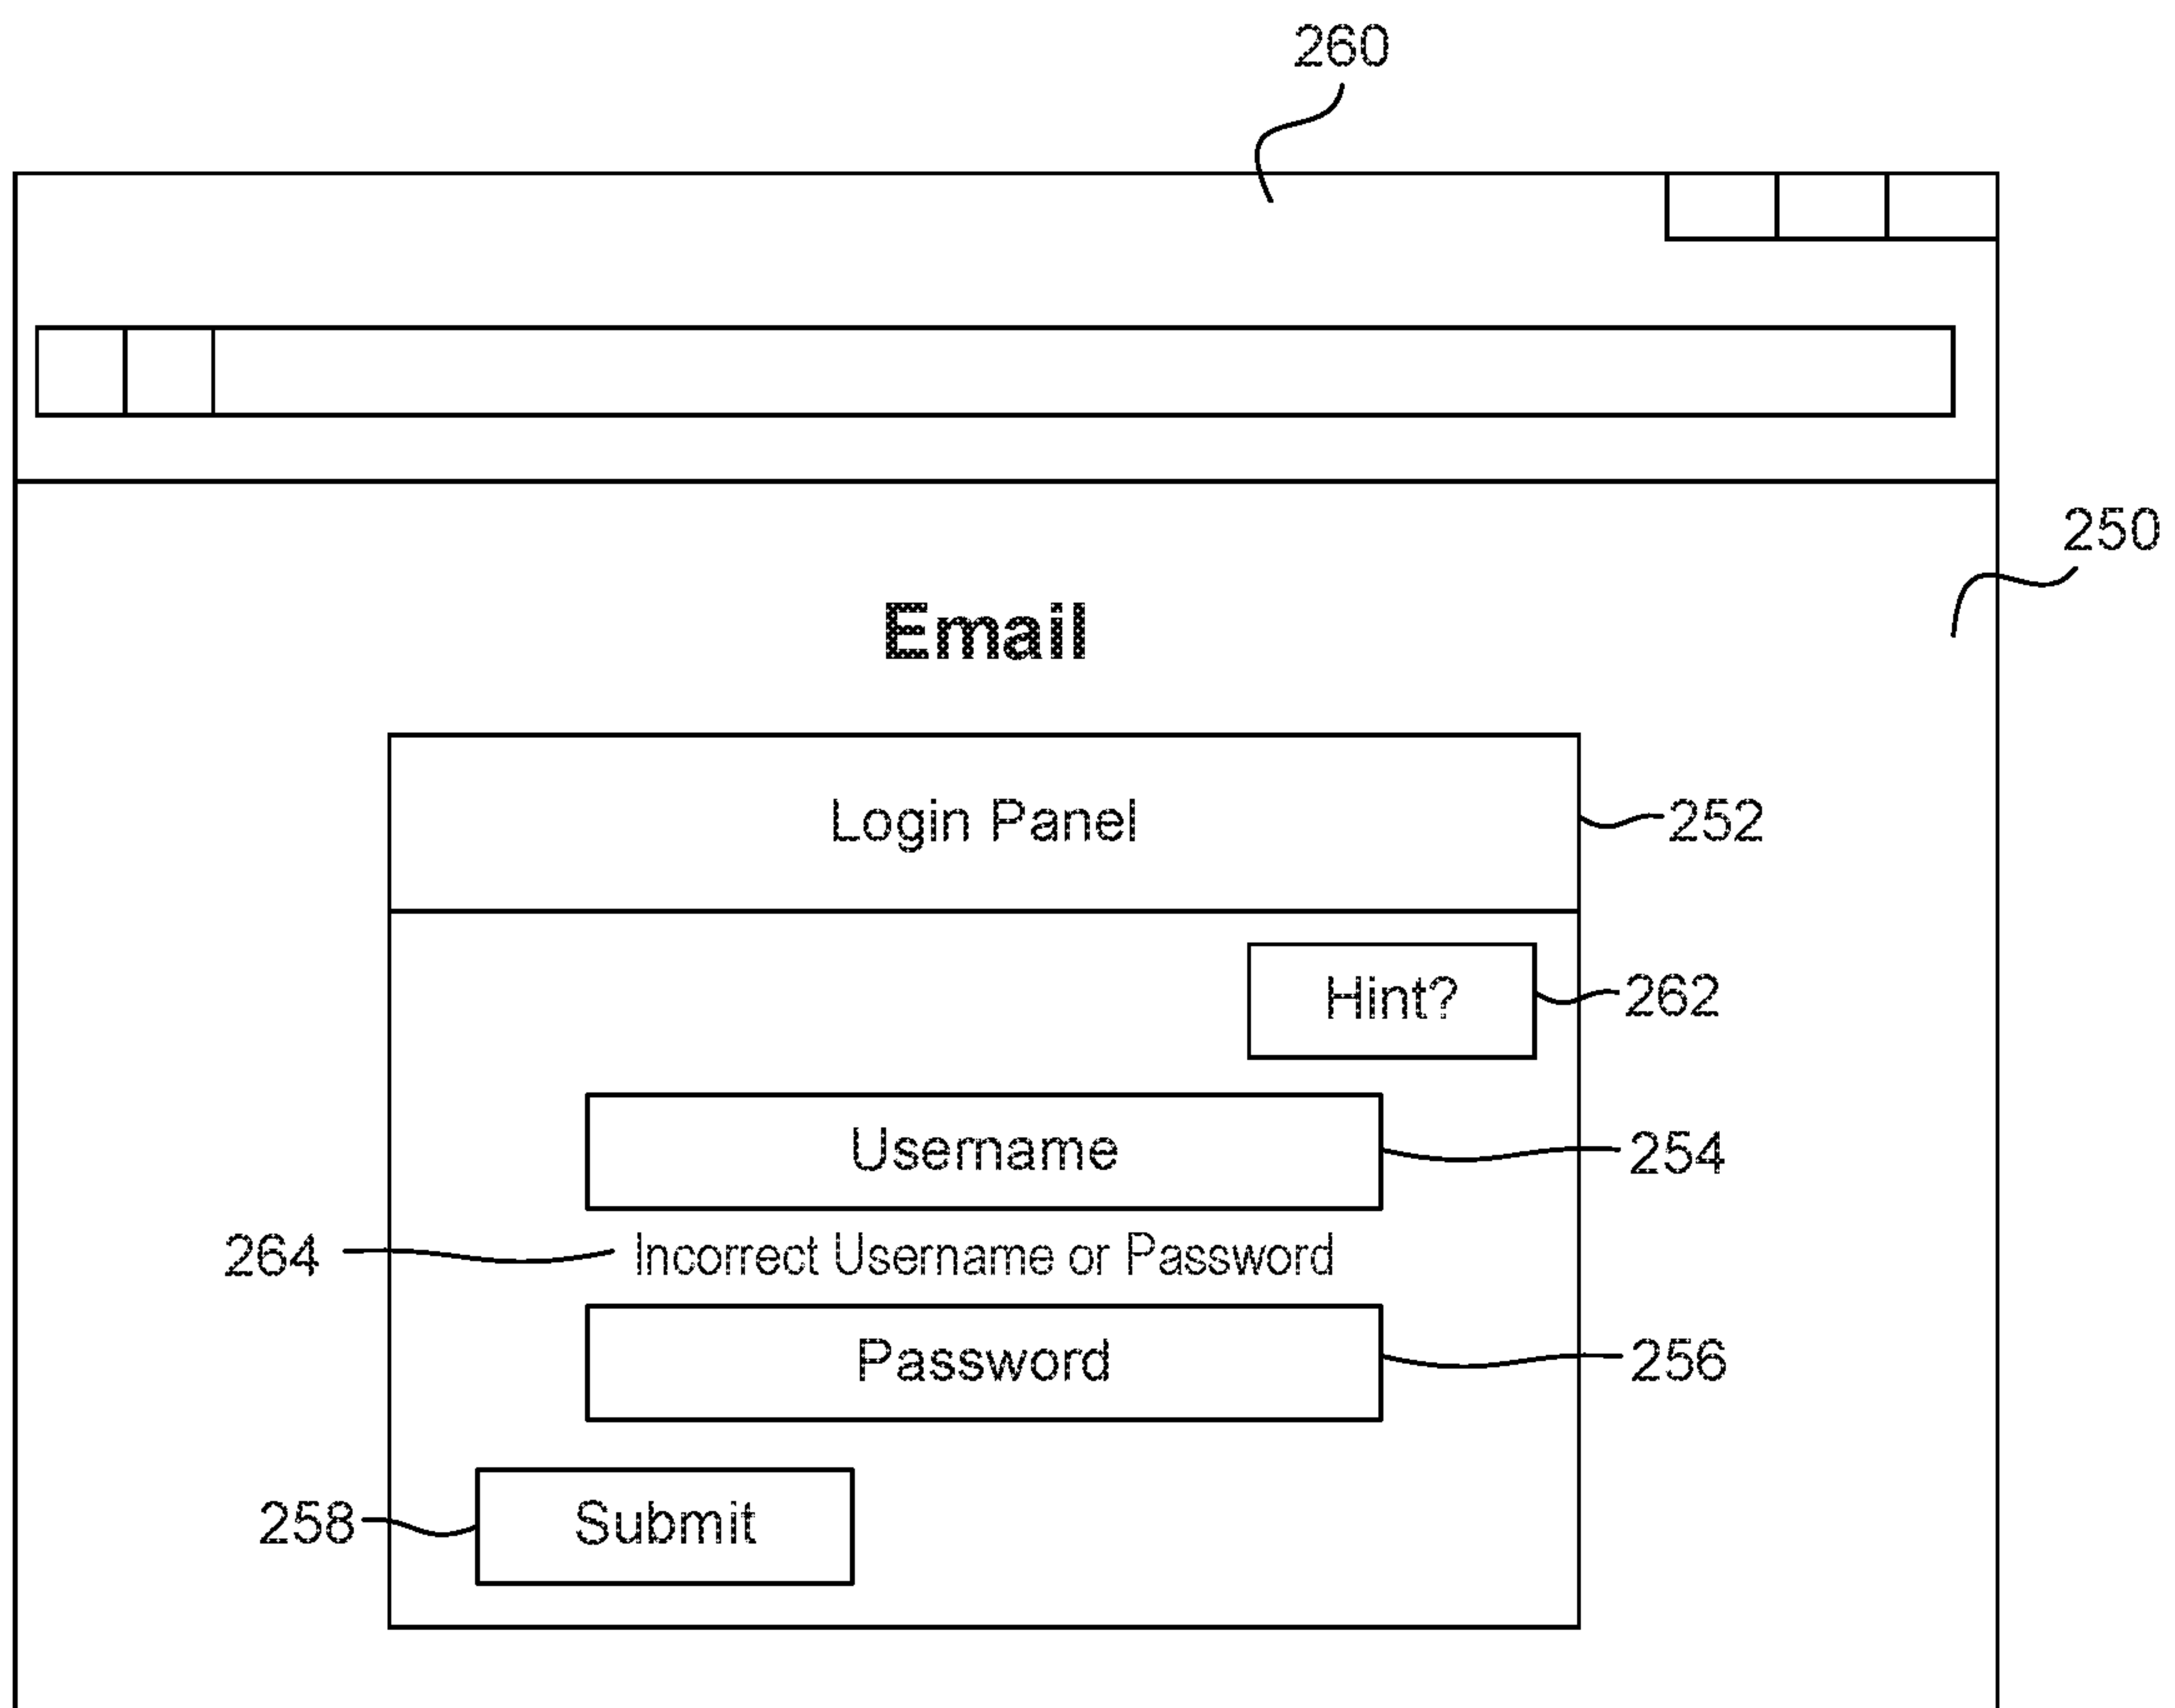 260
250
Email
Login Panel
252
Hint?
262
Username
254
264
Incorrect Username or Password
Password
256
258
Submit